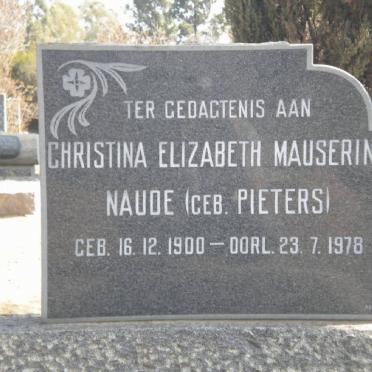 TER GEDACTENIS AAN
CHRISTINA ELIZABETH MAUSERIN
NAUDE (GEB. PIETERS)
GEB. 16. 12. 1900 — OORL. 23. 7. 1978